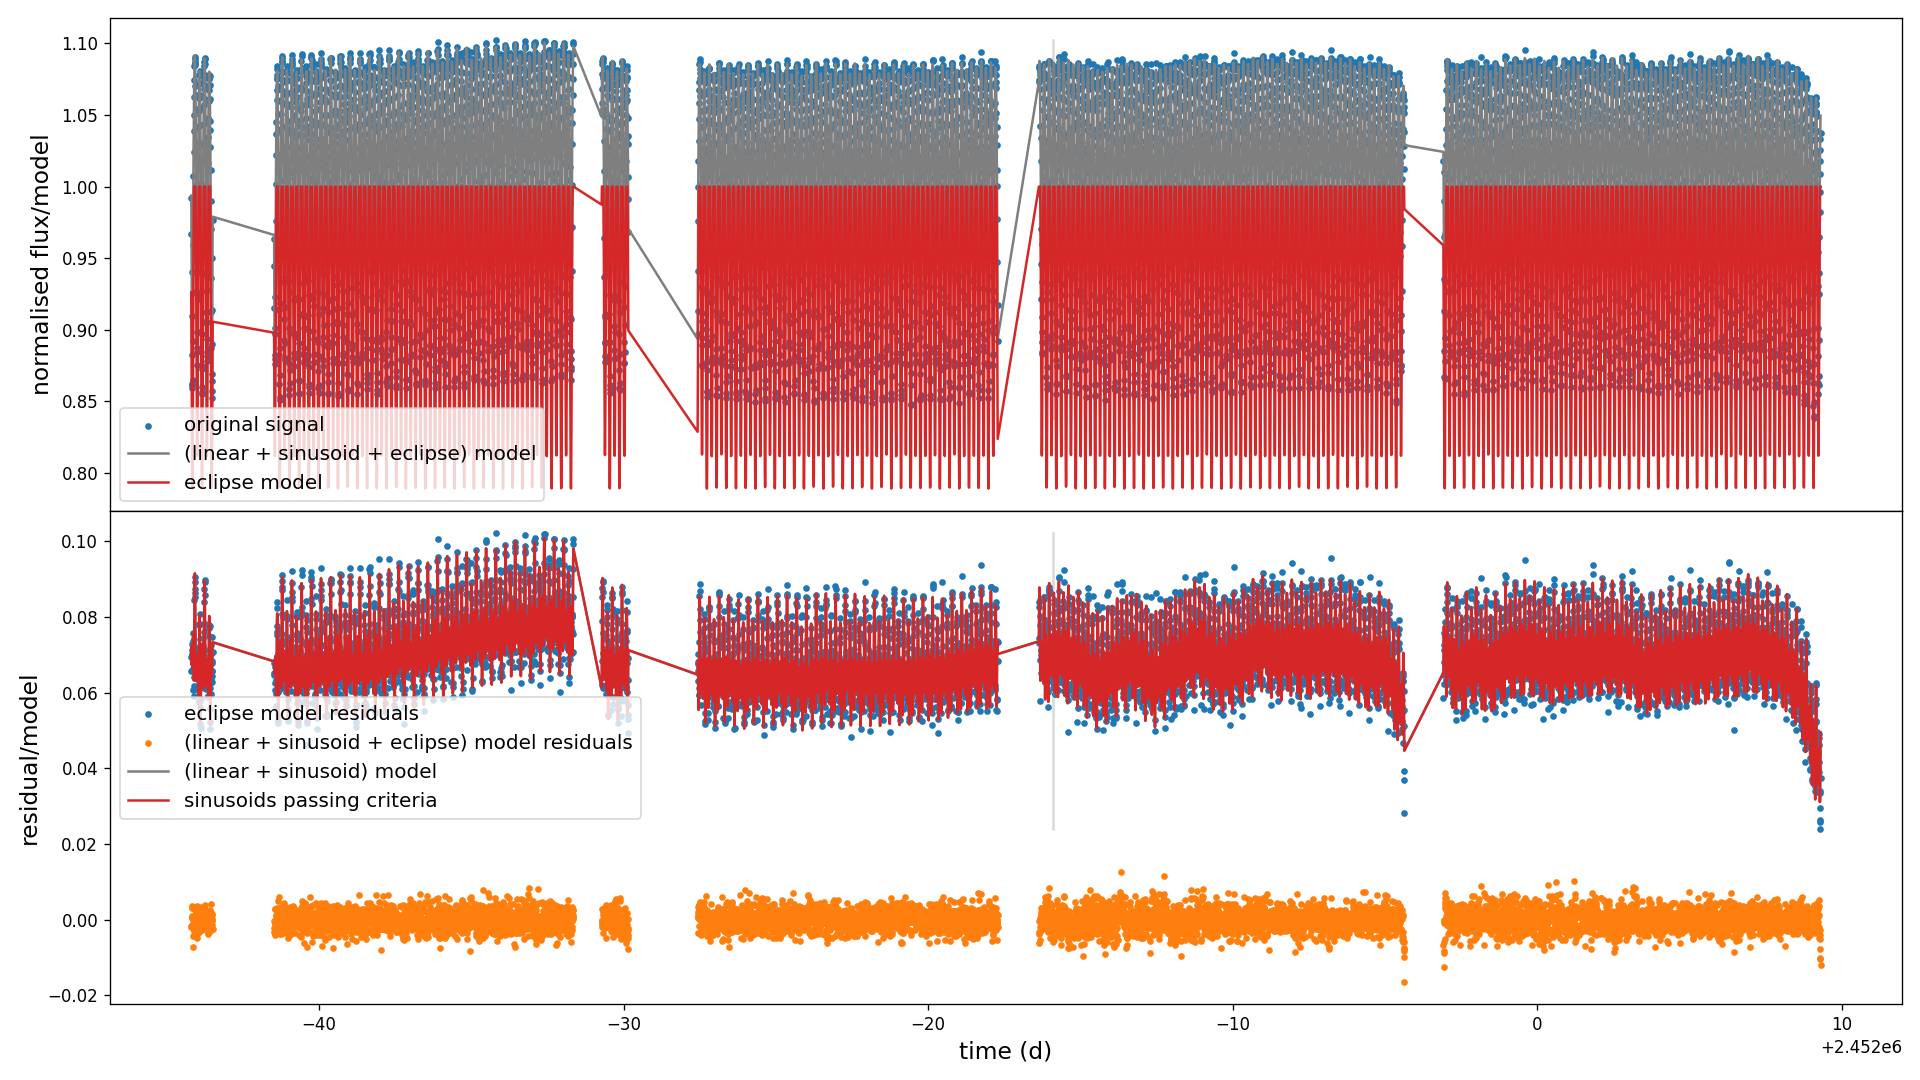 normalised flux/model
1.10
1.05
1.00
0.95
0.90
0.85
0.80
original signal
(linear + sinusoid + eclipse) model
eclipse model
residual/model
0.10
0.08
0.06
0.04
0.02
0.00
−0.02
eclipse model residuals
(linear + sinusoid + eclipse) model residuals
(linear + sinusoid) model
sinusoids passing criteria
−40
−30
−20
−10
0
10
time (d)
+2.452e6